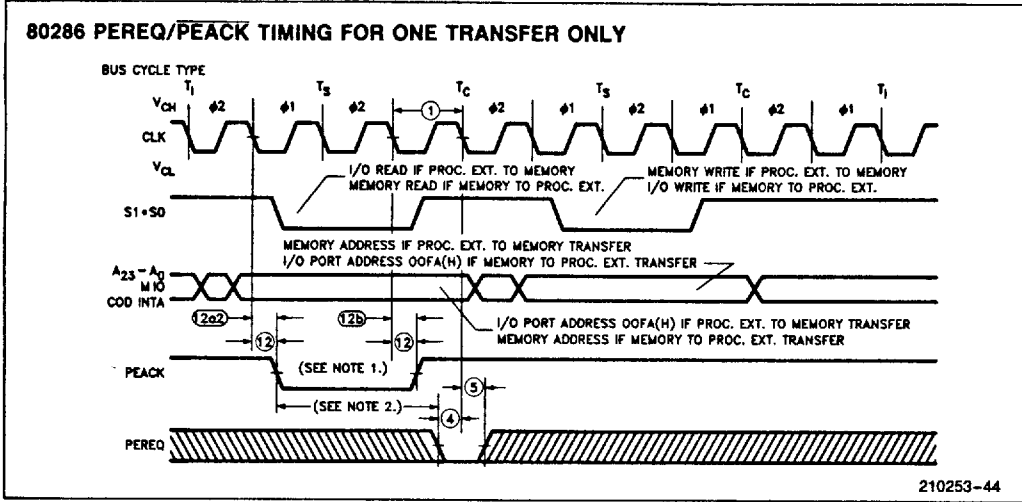 80286 PEREQ/PEACK TIMING FOR ONE TRANSFER ONLY
BUS CYCLE TYPE
TI TS TC TS TC TI
VCH φ2 φ1 φ2 1 φ2 φ1 φ2 φ1 φ2 φ1
CLK
VCL
I/O READ IF PROC. EXT. TO MEMORY
MEMORY READ IF MEMORY TO PROC. EXT.
MEMORY WRITE IF PROC. EXT. TO MEMORY
I/O WRITE IF MEMORY TO PROC. EXT.
S1•S0
MEMORY ADDRESS IF PROC. EXT. TO MEMORY TRANSFER
I/O PORT ADDRESS 00FA(H) IF MEMORY TO PROC. EXT. TRANSFER
A23-A0
M IO
COD INTA
I/O PORT ADDRESS 00FA(H) IF PROC. EXT. TO MEMORY TRANSFER
MEMORY ADDRESS IF MEMORY TO PROC. EXT. TRANSFER
12a2 12b
12 12
PEACK
(SEE NOTE 1.)
5
(SEE NOTE 2.)
4
PEREQ
210253-44